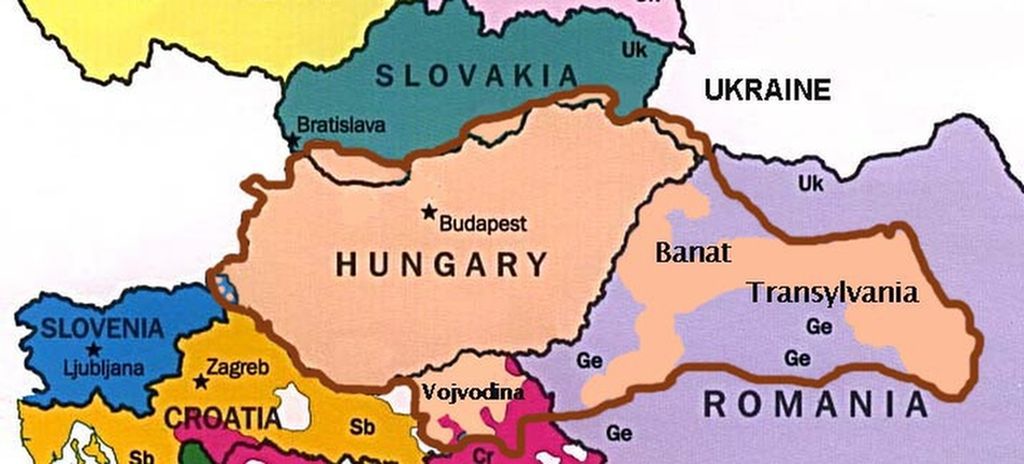 Uk
SLOVAKIA
UKRAINE
Bratislava
Uk
Budapest
Banat
HUNGARY
Transylvania
SLOVENIA
Ge
Ljubljana
Ge
Ge
Zagreb
Vojvodina
ROMANIA
CROATIA
Sb
Ge
Sb
Cr